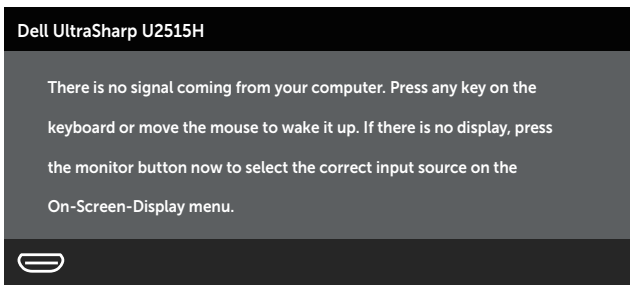 Dell UltraSharp U2515H
There is no signal coming from your computer. Press any key on the
keyboard or move the mouse to wake it up. If there is no display, press
the monitor button now to select the correct input source on the
On-Screen-Display menu.